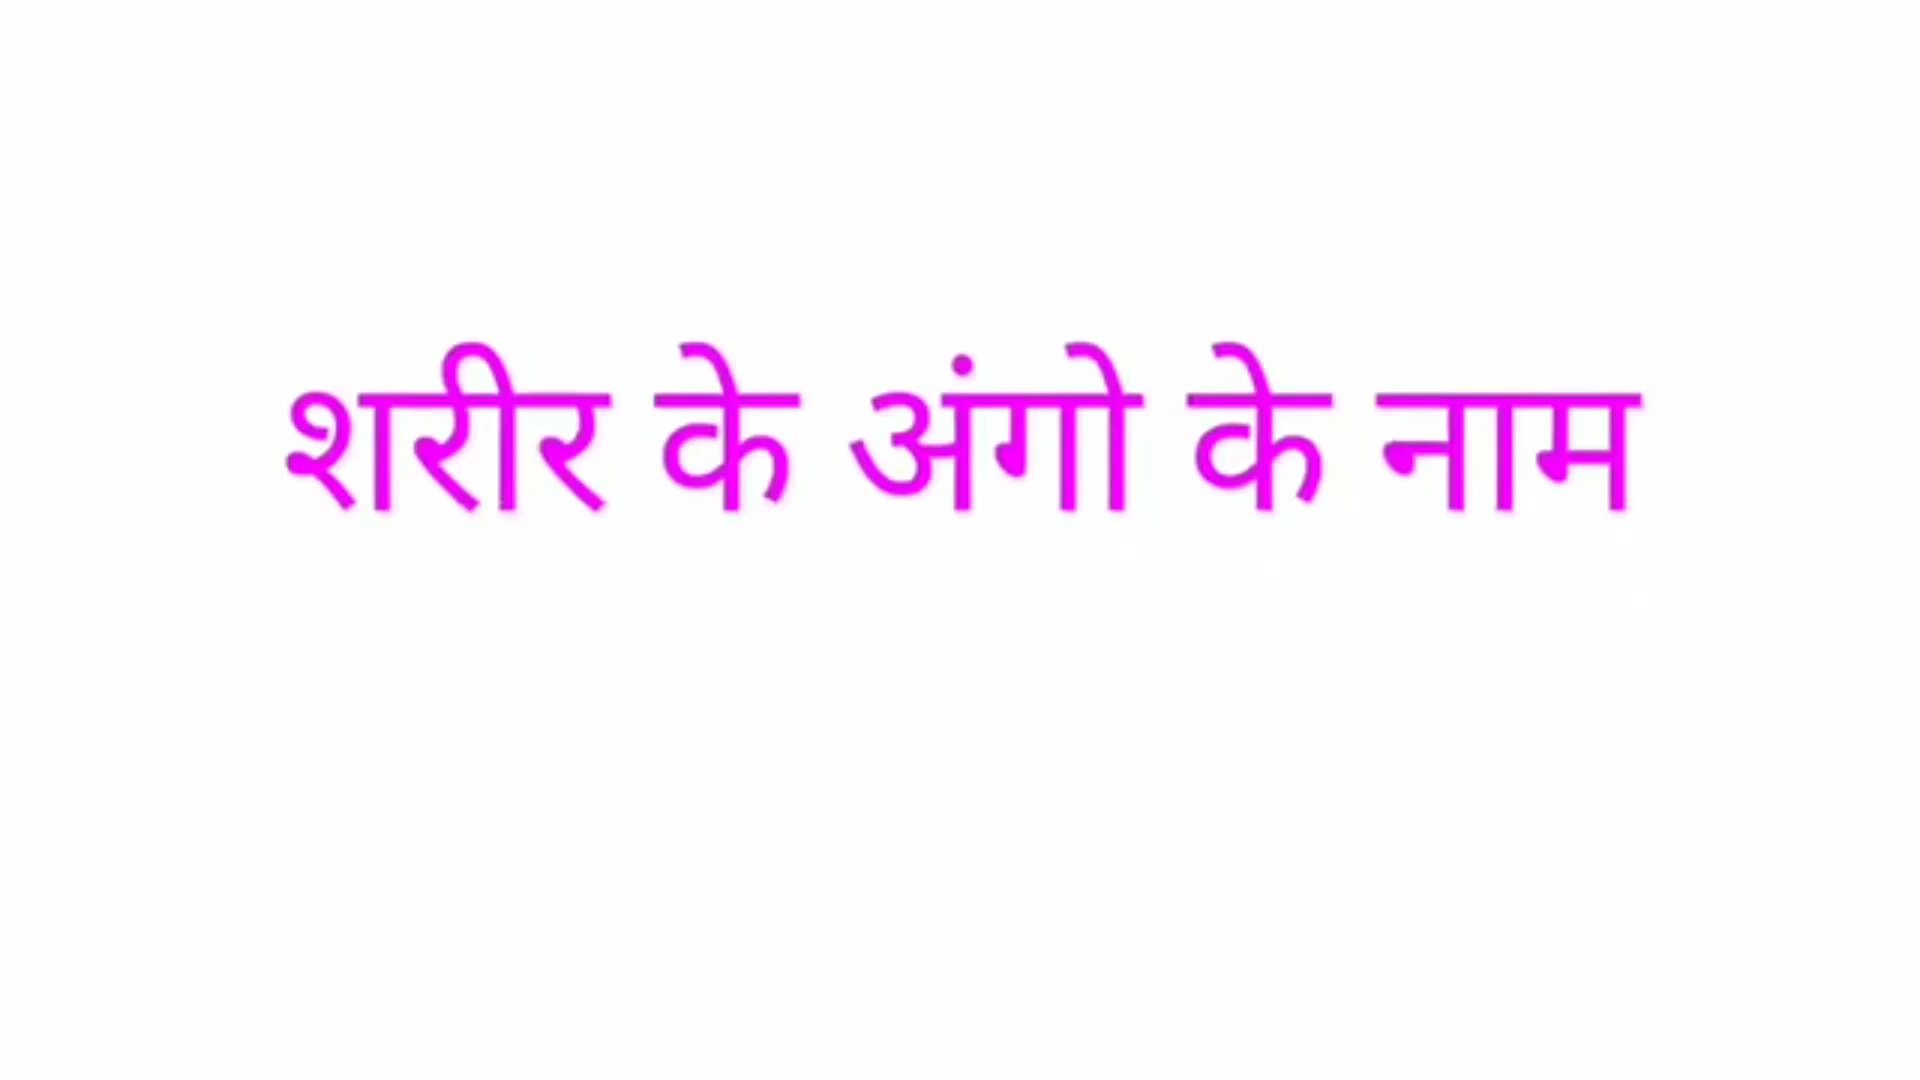 शरीर के अंगो के नाम